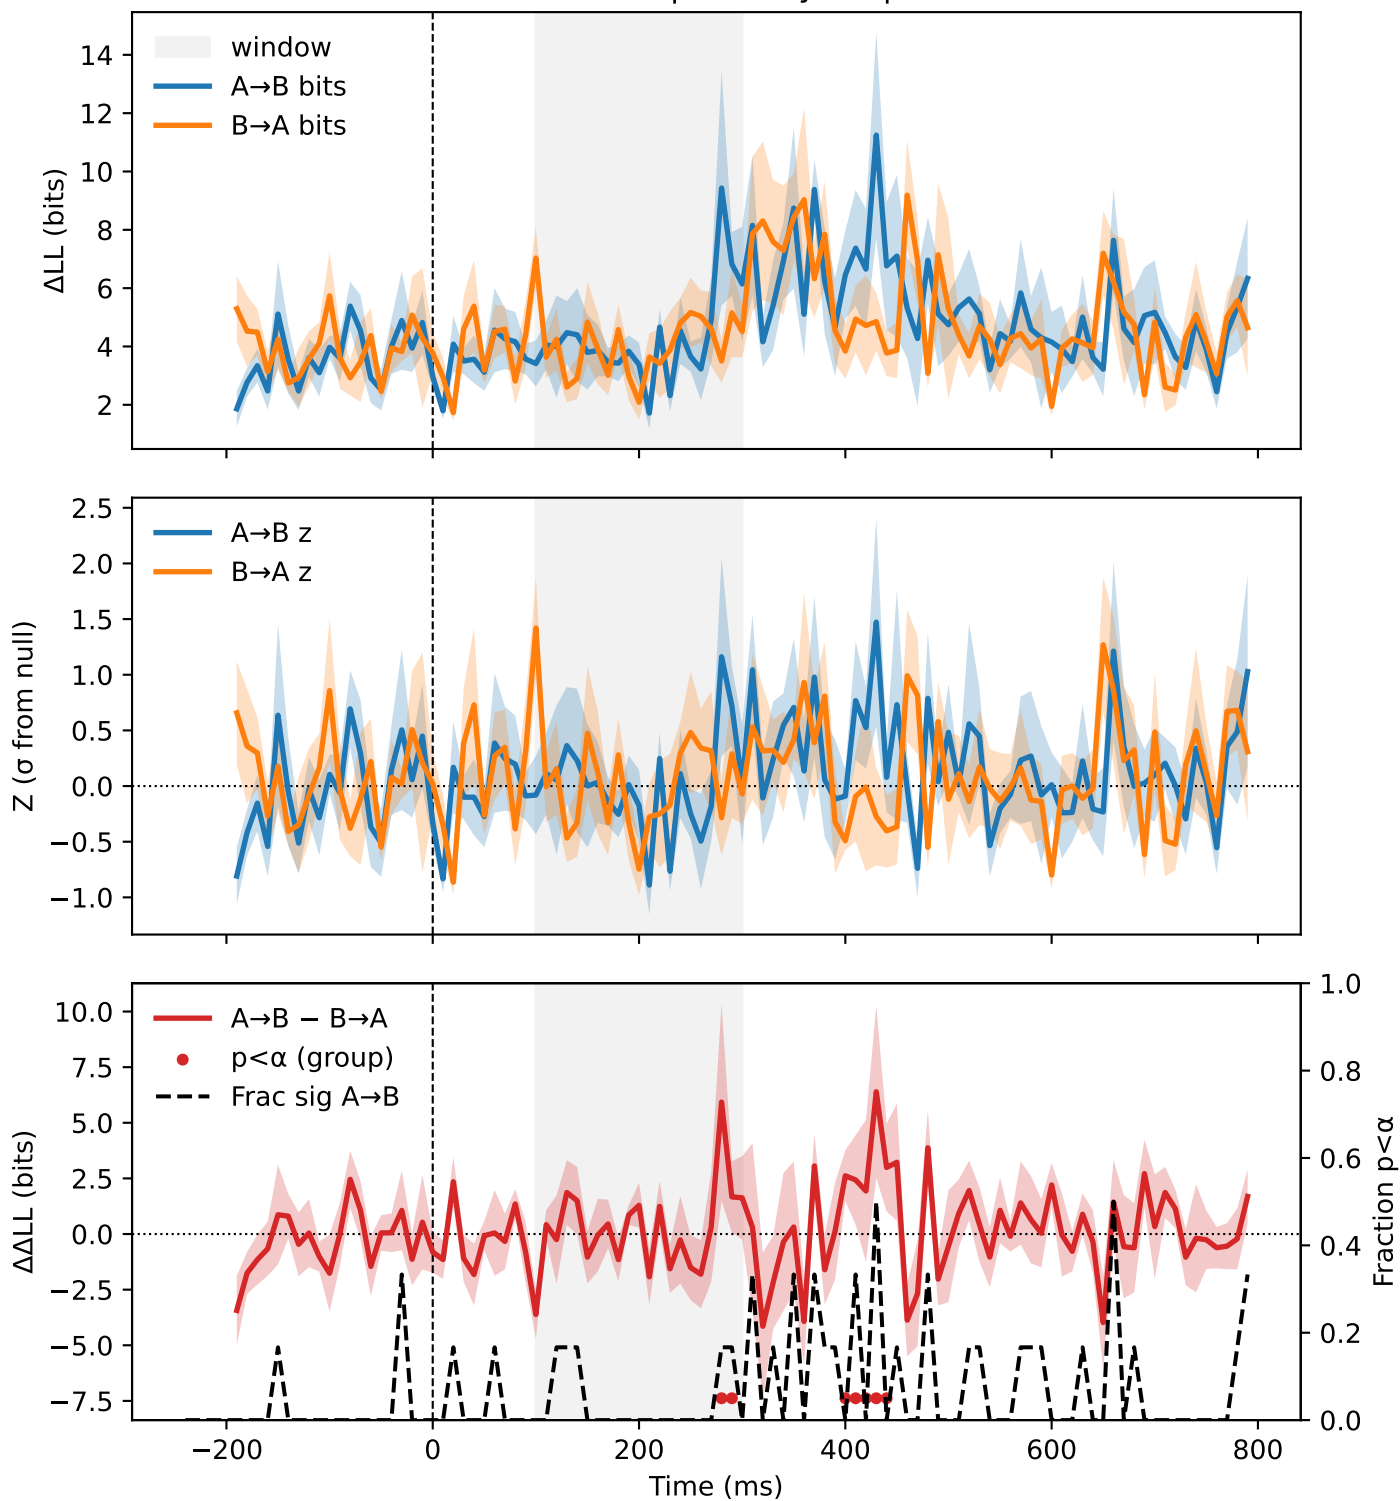 window
A→B bits
B→A bits
14
12
10
8
6
4
2
ΔLL (bits)
A→B z
B→A z
2.5
2.0
1.5
1.0
0.5
0.0
−0.5
−1.0
Z (σ from null)
A→B − B→A
p<α (group)
Frac sig A→B
10.0
7.5
5.0
2.5
0.0
−2.5
−5.0
−7.5
ΔΔLL (bits)
1.0
0.8
0.6
0.4
0.2
0.0
Fraction p<α
−200
0
200
400
600
800
Time (ms)